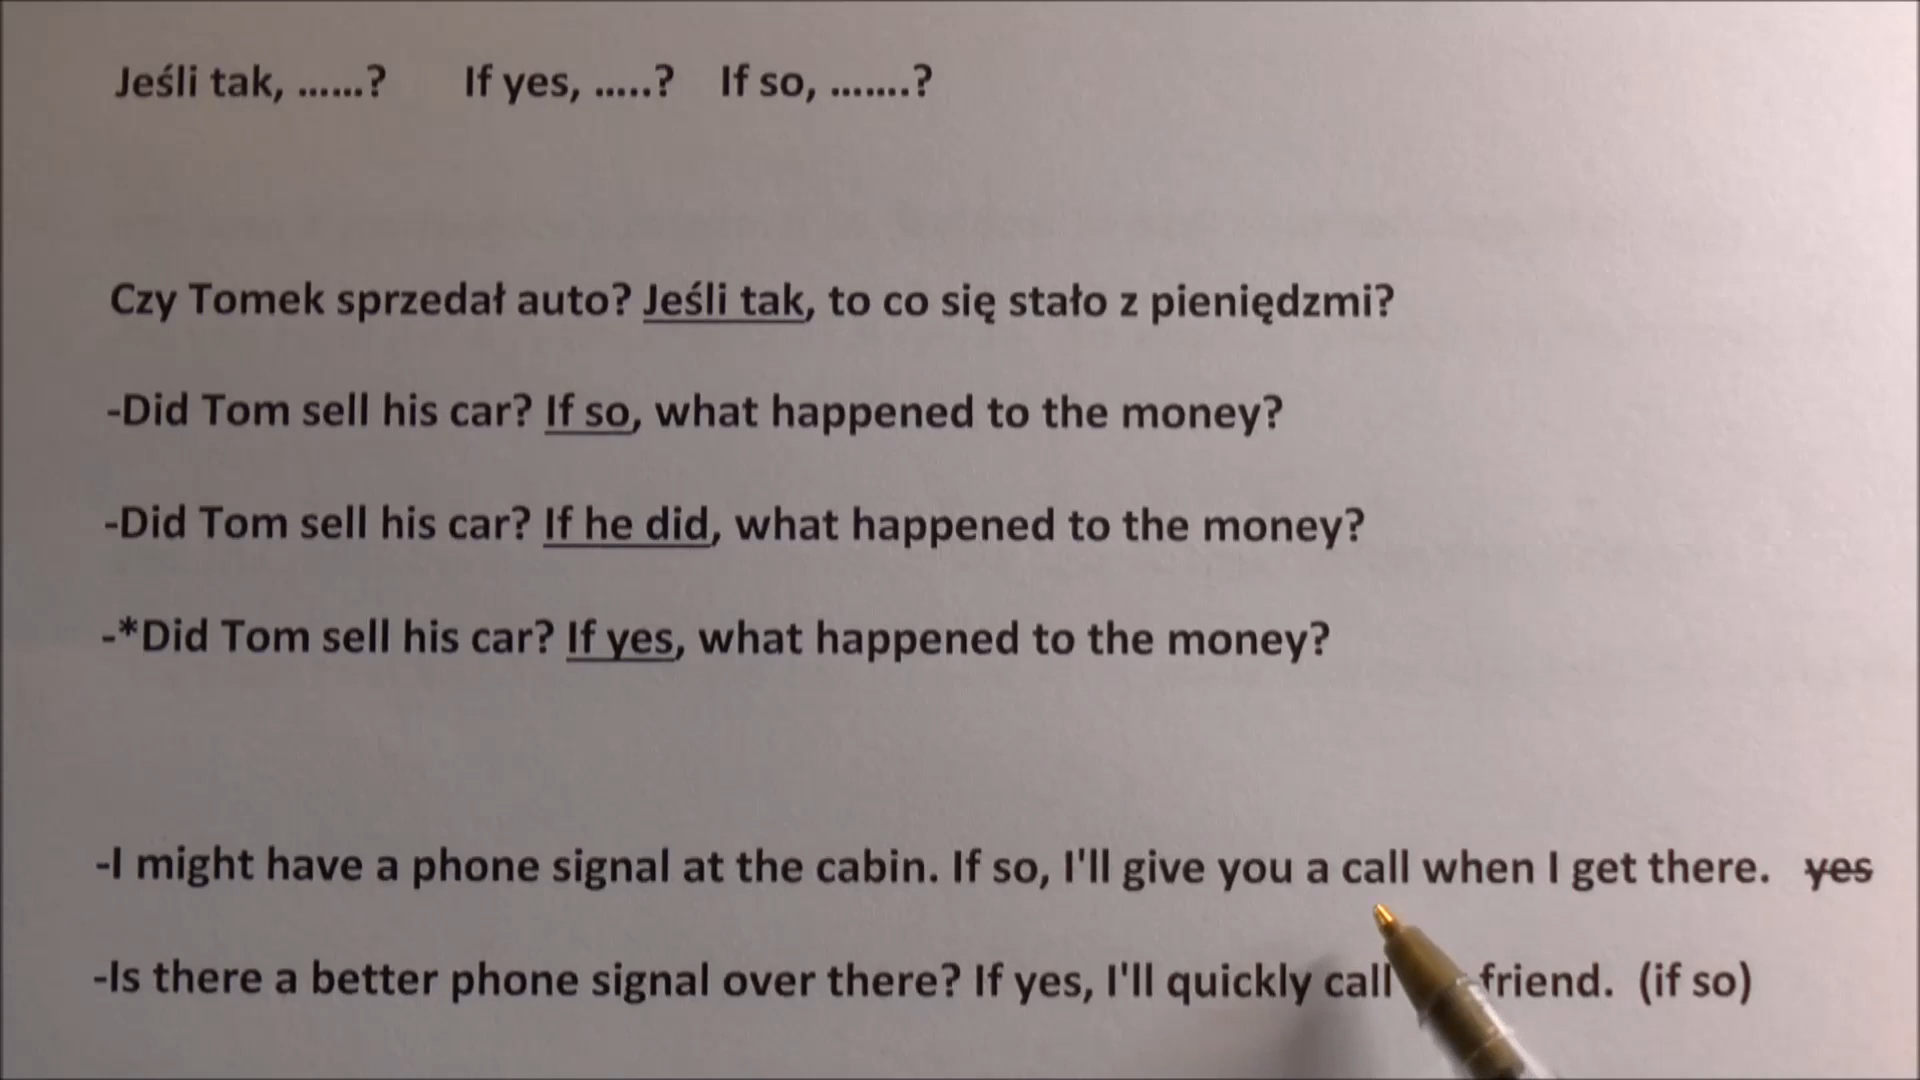 Jeśli tak, ......? If yes, .....? If so, .......?
Czy Tomek sprzedał auto? Jeśli tak, to co się stało z pieniędzmi?
-Did Tom sell his car? If so, what happened to the money?
-Did Tom sell his car? If he did, what happened to the money?
-*Did Tom sell his car? If yes, what happened to the money?
-I might have a phone signal at the cabin. If so, I'll give you a call when I get there. yes
-Is there a better phone signal over there? If yes, I'll quickly call friend. (if so)